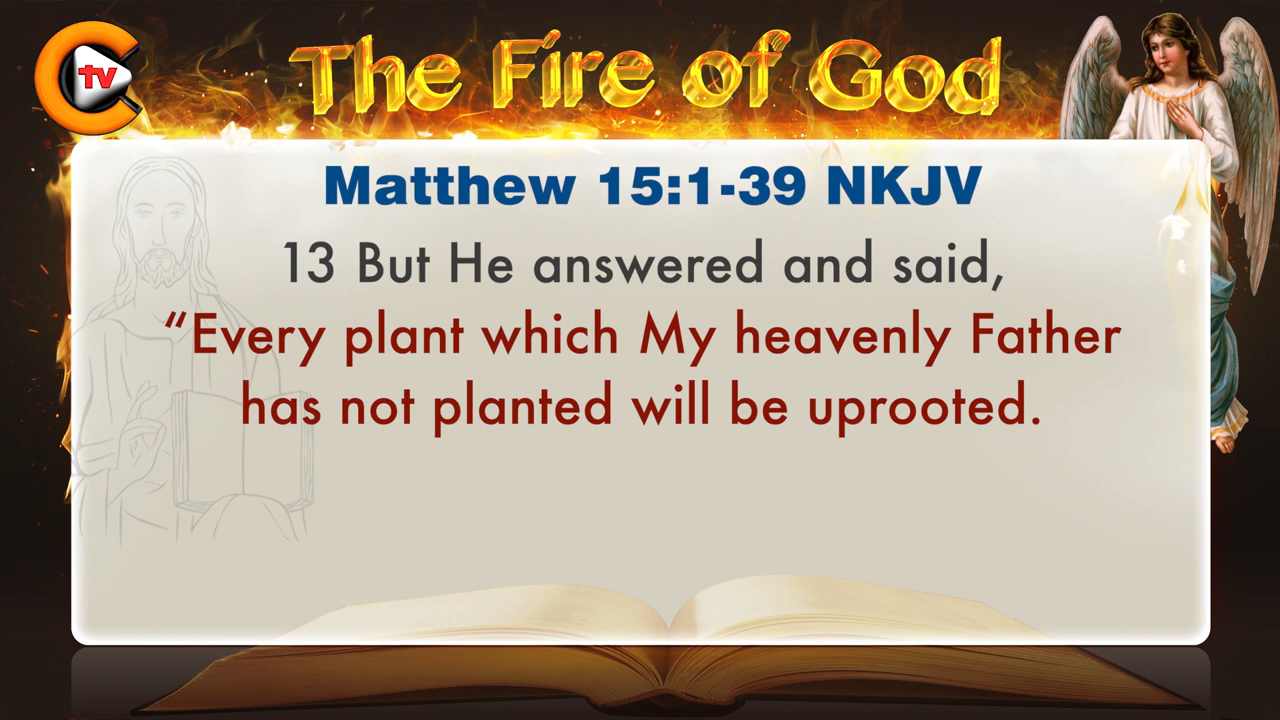 tv
The Fire of God
Matthew 15:1-39 NKJV
13 But He answered and said,
“Every plant which My heavenly Father
has not planted will be uprooted.